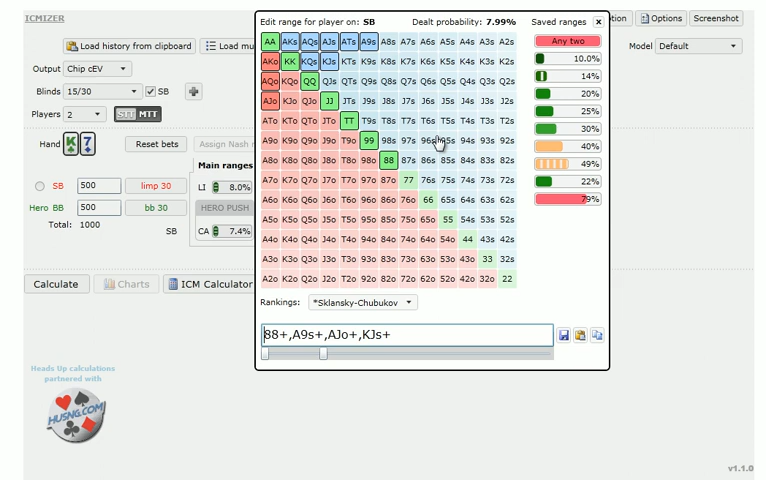 ICMIZER
Load history from clipboard
Load mu
Options
Screenshot
Output
Chip cEV
Model
Default
Blinds
15/30
SB
Players
2
STT
MTT
Hand
K
7
Reset bets
Assign Nash r
Main ranges
SB
500
limp 30
LI
8.0%
Hero BB
500
bb 30
HERO PUSH
Total:
1000
SB
CA
7.4%
Calculate
Charts
ICM Calculator
Heads Up calculations
partnered with
HUSNG.COM
v1.1.0
Edit range for player on: SB
Dealt probability: 7.99%
AA AKs AQs AJs ATs A9s A8s A7s A6s A5s A4s A3s A2s
AKo KK KQs KJs KTs K9s K8s K7s K6s K5s K4s K3s K2s
AQo KQo QQ QJs QTs Q9s Q8s Q7s Q6s Q5s Q4s Q3s Q2s
AJo KJo QJo JJ JTs J9s J8s J7s J6s J5s J4s J3s J2s
ATo KTo QTo JTo TT T9s T8s T7s T6s T5s T4s T3s T2s
A9o K9o Q9o J9o T9o 99 98s 97s 96s 95s 94s 93s 92s
A8o K8o Q8o J8o T8o 98o 88 87s 86s 85s 84s 83s 82s
A7o K7o Q7o J7o T7o 97o 87o 77 76s 75s 74s 73s 72s
A6o K6o Q6o J6o T6o 96o 86o 76o 66 65s 64s 63s 62s
A5o K5o Q5o J5o T5o 95o 85o 75o 65o 55 54s 53s 52s
A4o K4o Q4o J4o T4o 94o 84o 74o 64o 54o 44 43s 42s
A3o K3o Q3o J3o T3o 93o 83o 73o 63o 53o 43o 33 32s
A2o K2o Q2o J2o T2o 92o 82o 72o 62o 52o 42o 32o 22
Rankings:
*Sklansky-Chubukov
88+,A9s+,AJo+,KJs+
Saved ranges
Any two
10.0%
14%
20%
25%
30%
40%
49%
22%
79%